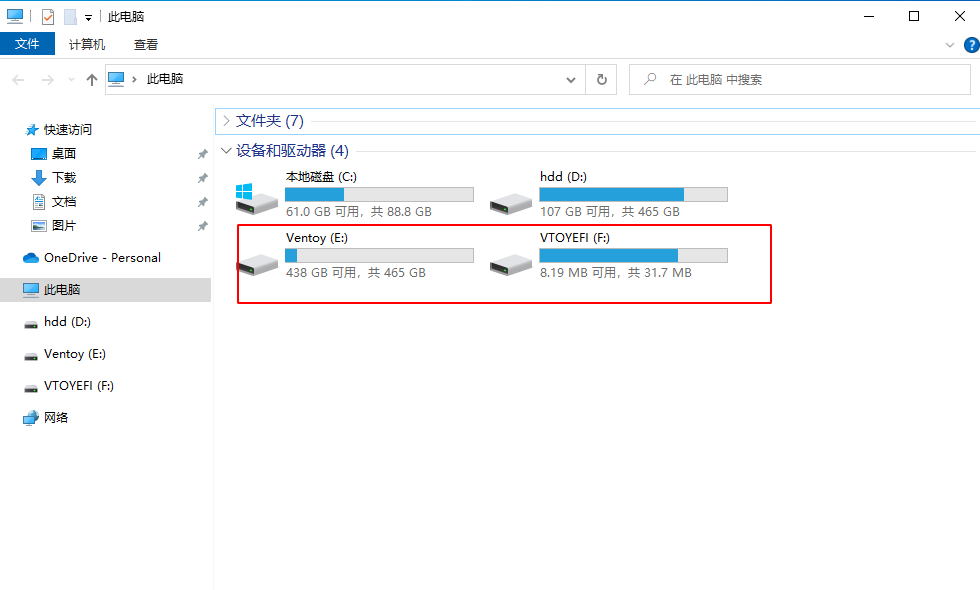 此电脑
文件 计算机 查看
此电脑 在 此电脑 中搜索
快速访问
桌面
下载
文档
图片
OneDrive - Personal
此电脑
hdd (D:)
Ventoy (E:)
VTOYEFI (F:)
网络
文件夹 (7)
设备和驱动器 (4)
本地磁盘 (C:)
61.0 GB 可用，共 88.8 GB
hdd (D:)
107 GB 可用，共 465 GB
Ventoy (E:)
438 GB 可用，共 465 GB
VTOYEFI (F:)
8.19 MB 可用，共 31.7 MB